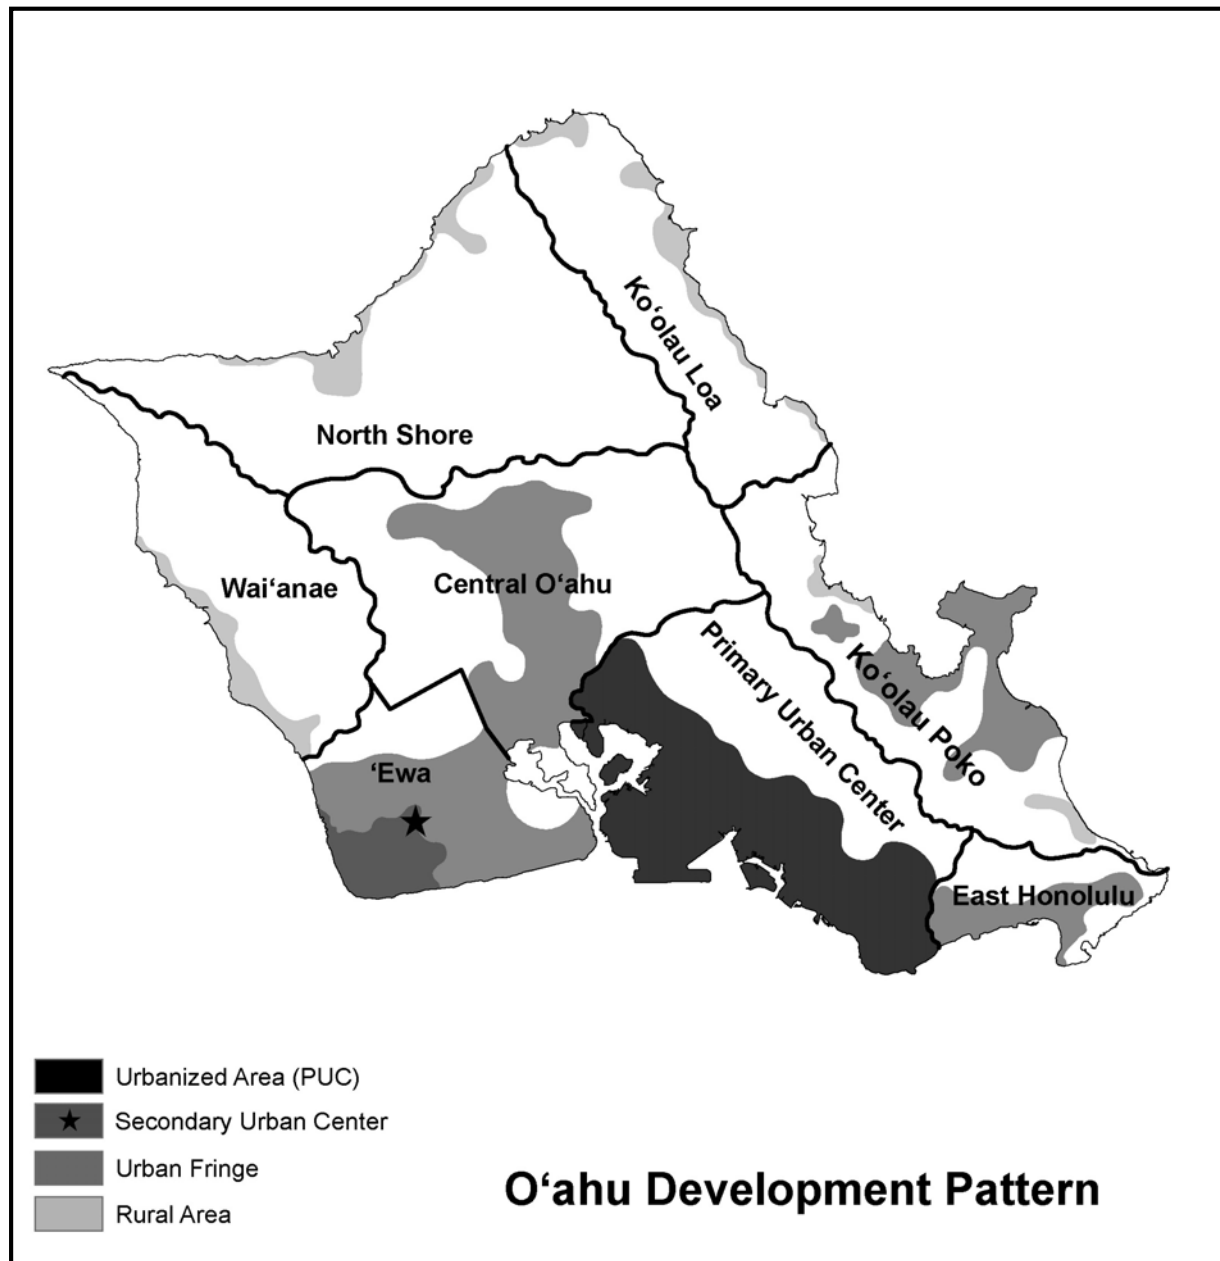 Ko‘olau Loa
North Shore
Wai‘anae
Central O‘ahu
Primary Urban Center
Ko‘olau Poko
‘Ewa
East Honolulu
Urbanized Area (PUC)
Secondary Urban Center
Urban Fringe
Rural Area
O‘ahu Development Pattern